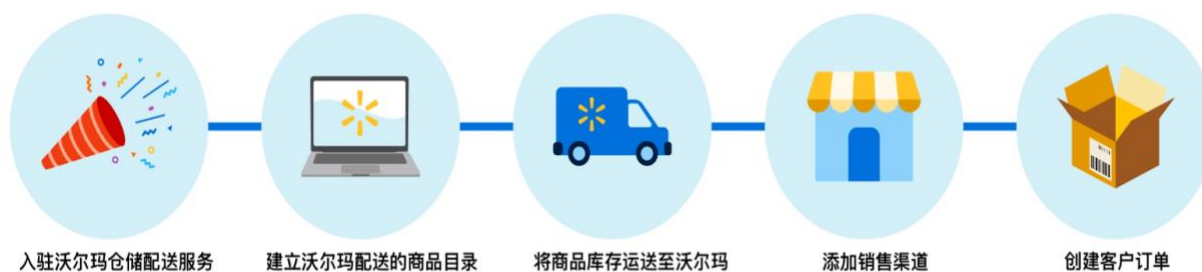 入驻沃尔玛仓储配送服务
建立沃尔玛配送的商品目录
将商品库存运送至沃尔玛
添加销售渠道
创建客户订单